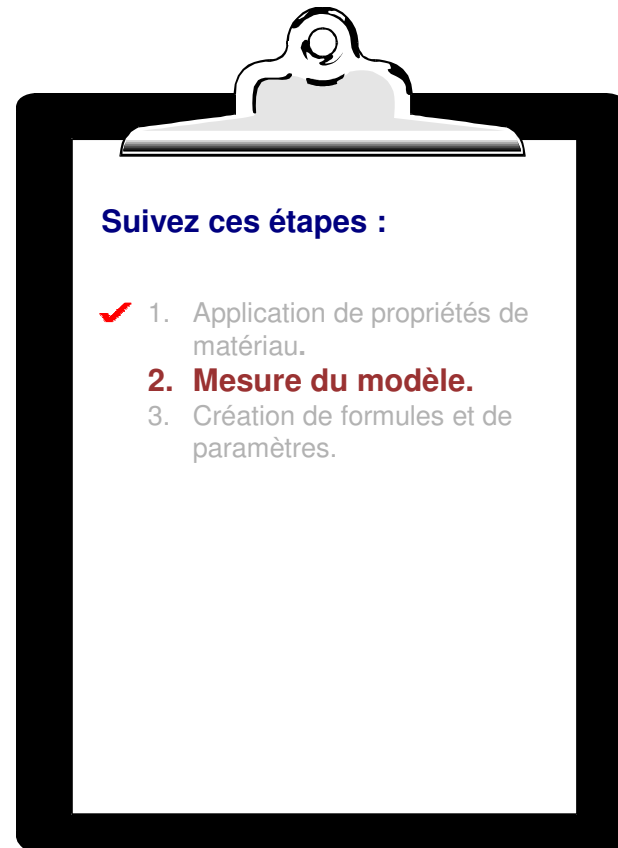 Suivez ces étapes :
1. Application de propriétés de
matériau.
2. Mesure du modèle.
3. Création de formules et de
paramètres.